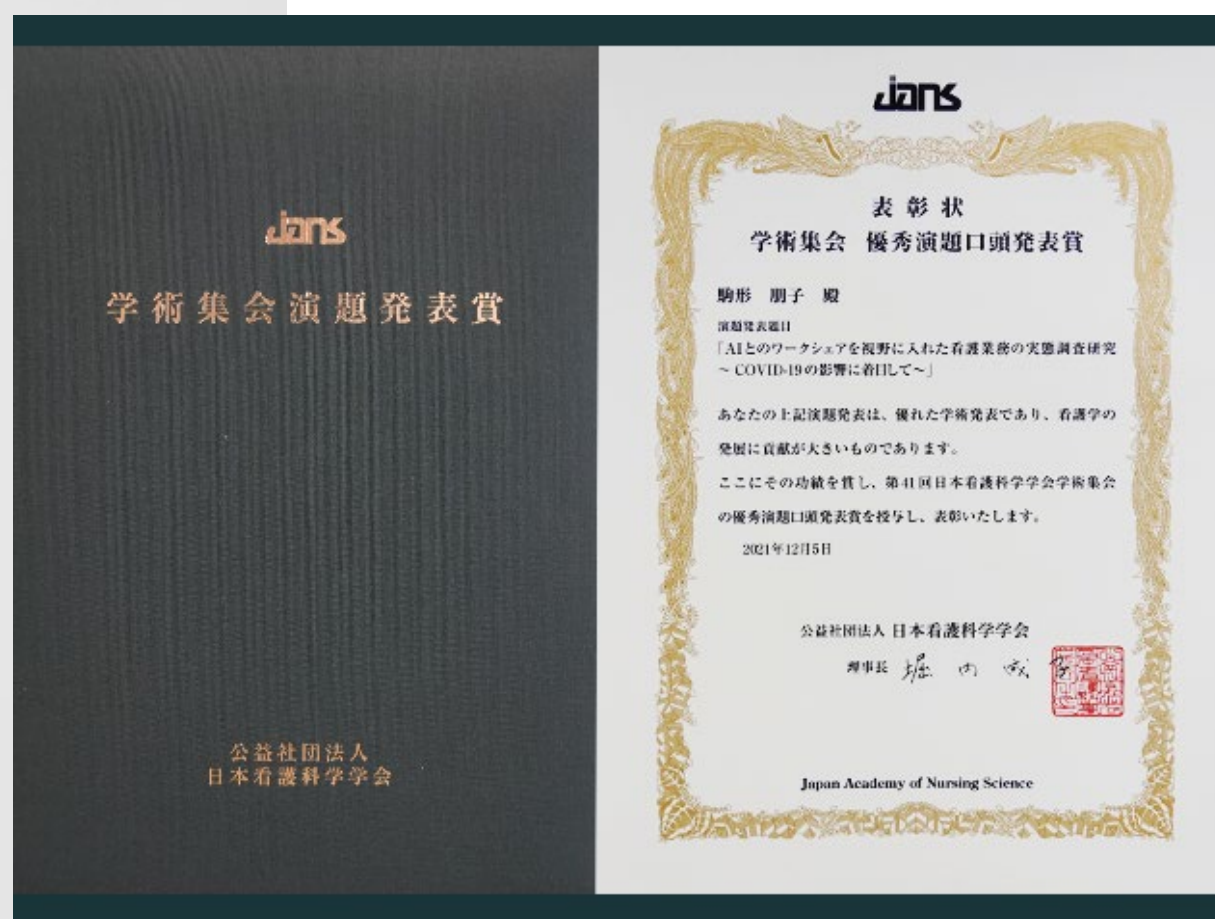 jans
学術集会演題発表賞
公益社団法人
日本看護科学学会
jans
表彰状
学術集会 優秀演題口頭発表賞
駒形 朋子 殿
演題発表題目
「AIとのワークシェアを視野に入れた看護業務の実態調査研究
~ COVID-19の影響に着目して~」
あなたの上記演題発表は、優れた学術発表であり、看護学の
発展に貢献が大きいものであります。
ここにその功績を賞し、第41回日本看護科学学会学術集会
の優秀演題口頭発表賞を授与し、表彰いたします。
2021年12月5日
公益社団法人 日本看護科学学会
理事長 堀内成子
Japan Academy of Nursing Science